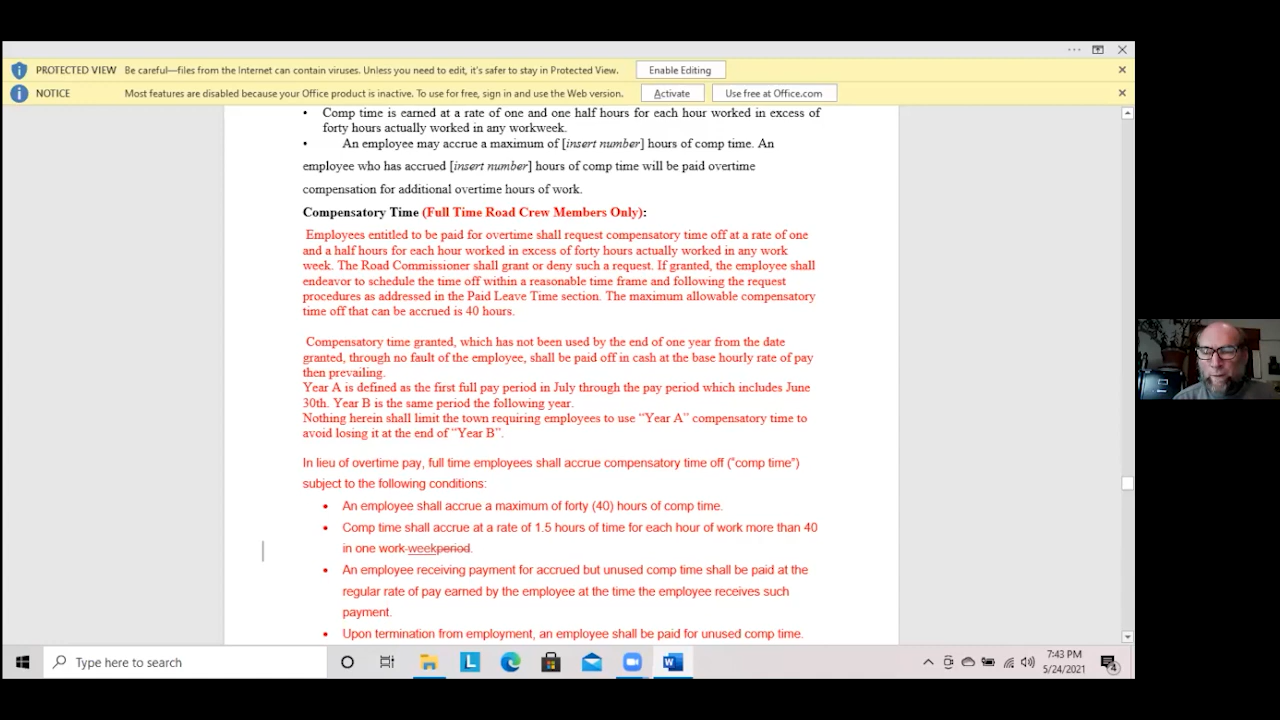 PROTECTED VIEW Be careful—files from the Internet can contain viruses. Unless you need to edit, it's safer to stay in Protected View. Enable Editing
NOTICE Most features are disabled because your Office product is inactive. To use for free, sign in and use the Web version. Activate Use free at Office.com
• Comp time is earned at a rate of one and one half hours for each hour worked in excess of
forty hours actually worked in any workweek.
• An employee may accrue a maximum of [insert number] hours of comp time. An
employee who has accrued [insert number] hours of comp time will be paid overtime
compensation for additional overtime hours of work.
Compensatory Time (Full Time Road Crew Members Only):
Employees entitled to be paid for overtime shall request compensatory time off at a rate of one
and a half hours for each hour worked in excess of forty hours actually worked in any work
week. The Road Commissioner shall grant or deny such a request. If granted, the employee shall
endeavor to schedule the time off within a reasonable time frame and following the request
procedures as addressed in the Paid Leave Time section. The maximum allowable compensatory
time off that can be accrued is 40 hours.
Compensatory time granted, which has not been used by the end of one year from the date
granted, through no fault of the employee, shall be paid off in cash at the base hourly rate of pay
then prevailing.
Year A is defined as the first full pay period in July through the pay period which includes June
30th. Year B is the same period the following year.
Nothing herein shall limit the town requiring employees to use “Year A” compensatory time to
avoid losing it at the end of “Year B”.
In lieu of overtime pay, full time employees shall accrue compensatory time off (“comp time”)
subject to the following conditions:
• An employee shall accrue a maximum of forty (40) hours of comp time.
• Comp time shall accrue at a rate of 1.5 hours of time for each hour of work more than 40
in one work-weekperiod.
• An employee receiving payment for accrued but unused comp time shall be paid at the
regular rate of pay earned by the employee at the time the employee receives such
payment.
• Upon termination from employment, an employee shall be paid for unused comp time.
Type here to search
7:43 PM
5/24/2021
4